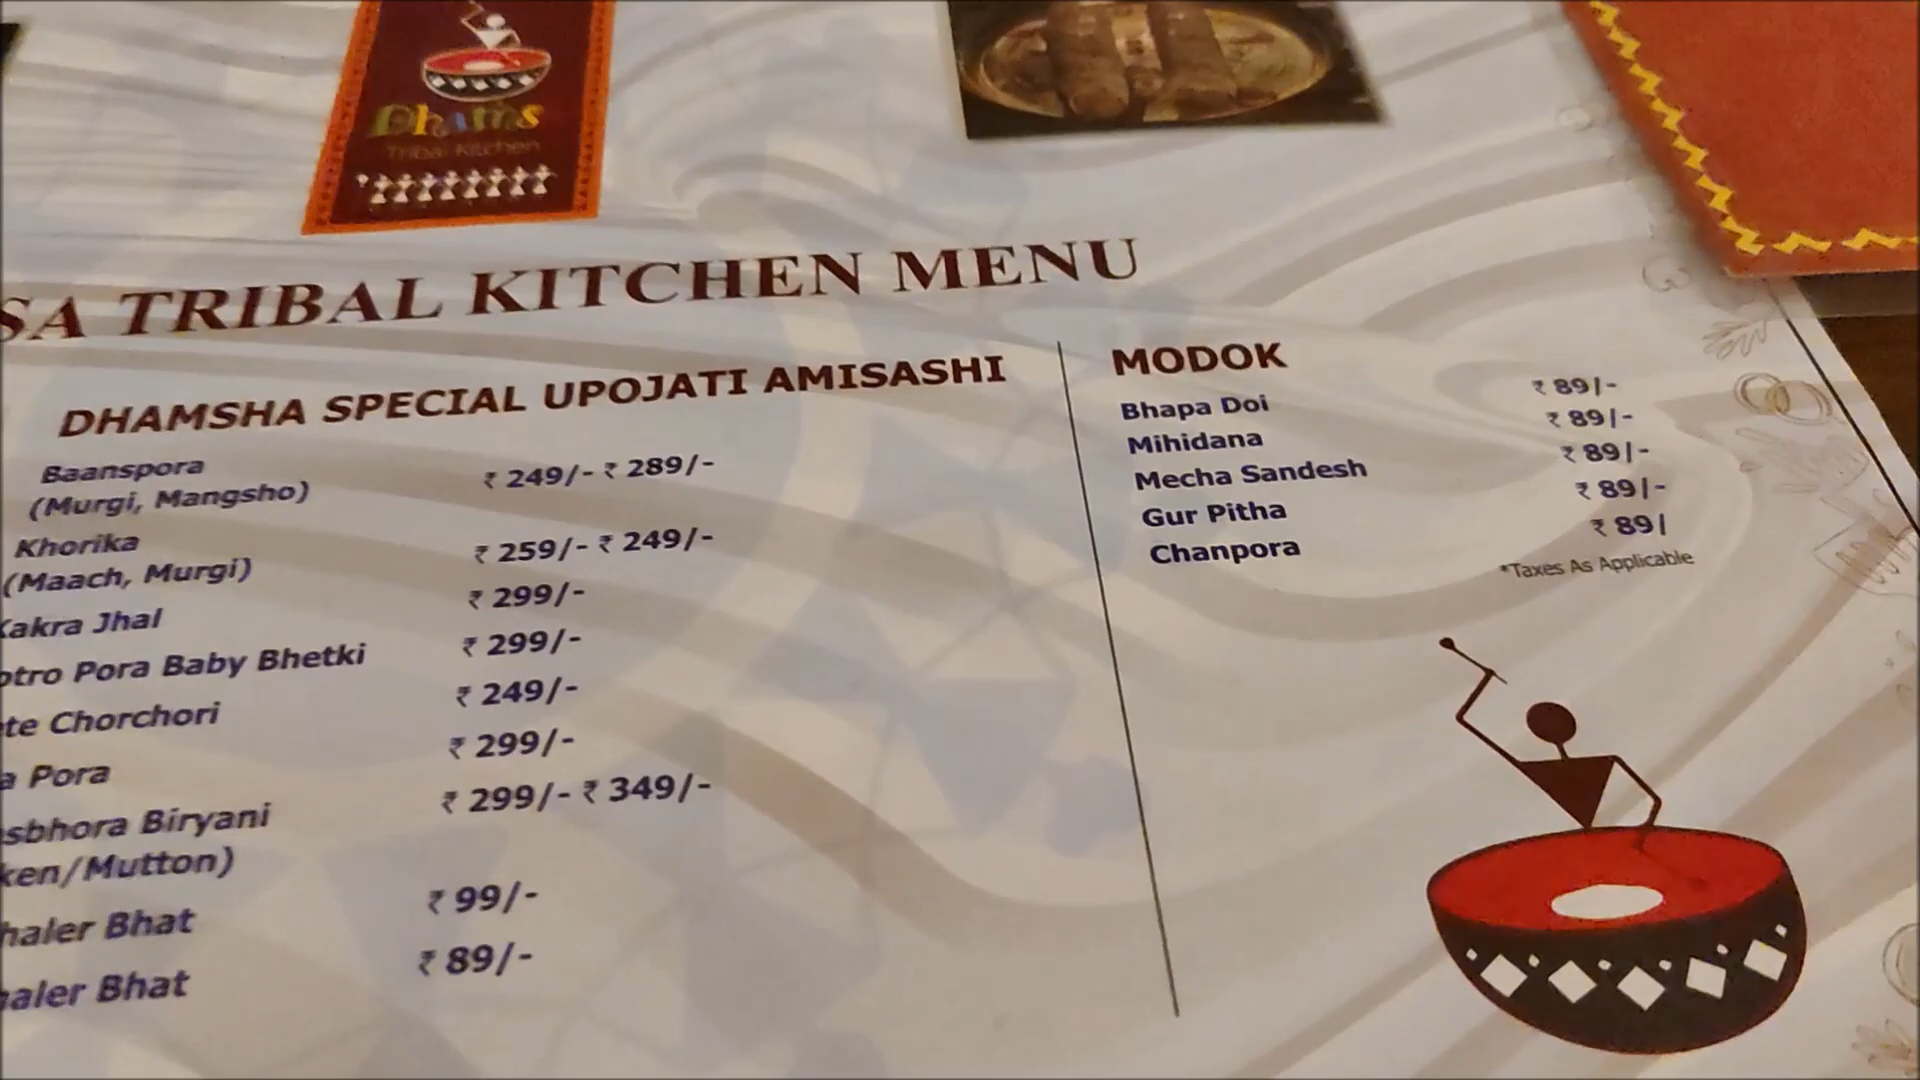 Dhams
Tribal Kitchen
SA TRIBAL KITCHEN MENU
DHAMSHA SPECIAL UPOJATI AMISASHI
Baanspora ₹ 249/- ₹ 289/-
(Murgi, Mangsho)
Khorika ₹ 259/- ₹ 249/-
(Maach, Murgi)
Kakra Jhal ₹ 299/-
otro Pora Baby Bhetki ₹ 299/-
te Chorchori ₹ 249/-
a Pora ₹ 299/-
sbhora Biryani ₹ 299/- ₹ 349/-
ken/Mutton)
haler Bhat ₹ 99/-
haler Bhat ₹ 89/-
MODOK
Bhapa Doi ₹ 89/-
Mihidana ₹ 89/-
Mecha Sandesh ₹ 89/-
Gur Pitha ₹ 89/-
Chanpora ₹ 89/
*Taxes As Applicable